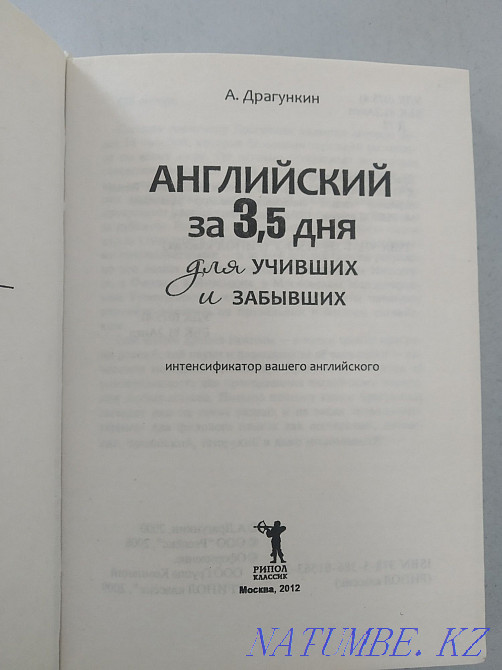 А. Драгункин
АНГЛИЙСКИЙ
за 3,5 дня
для УЧИВШИХ
и ЗАБЫВШИХ
интенсификатор вашего английского
РИПОЛ
КЛАССИК
Москва, 2012
NATUMBE. KZ